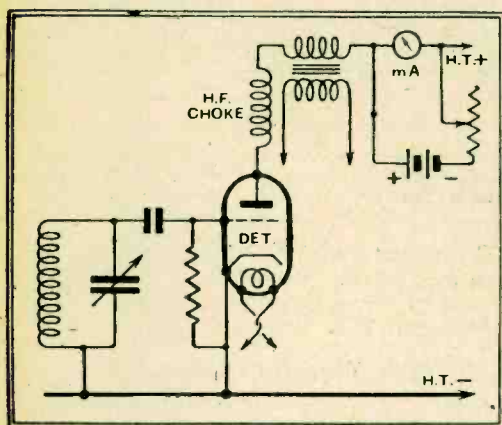 mA
H.T.+
H.F.
CHOKE
+ -
DET.
H.T.-